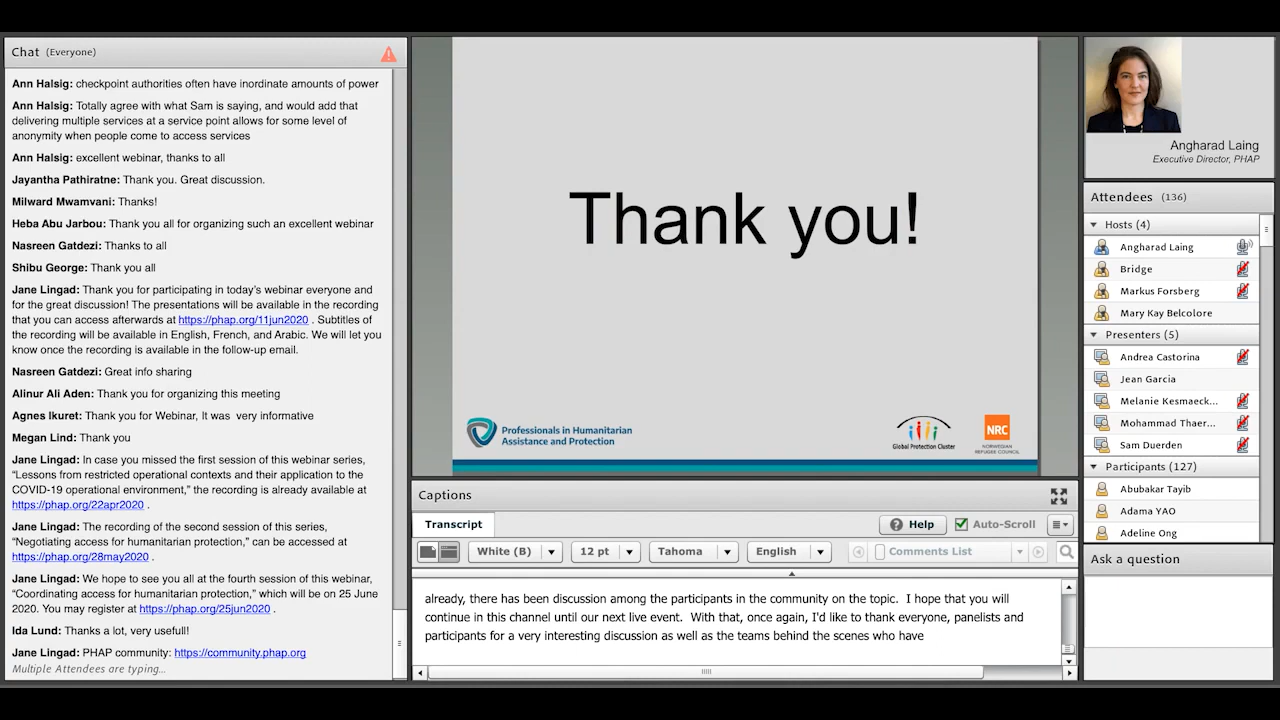 Chat (Everyone)
Ann Halsig: checkpoint authorities often have inordinate amounts of power
Ann Halsig: Totally agree with what Sam is saying, and would add that
delivering multiple services at a service point allows for some level of
anonymity when people come to access services
Ann Halsig: excellent webinar, thanks to all
Jayantha Pathiratne: Thank you. Great discussion.
Milward Mwamvani: Thanks!
Heba Abu Jarbou: Thank you all for organizing such an excellent webinar
Nasreen Gatdezi: Thanks to all
Shibu George: Thank you all
Jane Lingad: Thank you for participating in today's webinar everyone and
for the great discussion! The presentations will be available in the recording
that you can access afterwards at https://phap.org/11jun2020 . Subtitles of
the recording will be available in English, French, and Arabic. We will let you
know once the recording is available in the follow-up email.
Nasreen Gatdezi: Great info sharing
Alinur Ali Aden: Thank you for organizing this meeting
Agnes Ikuret: Thank you for Webinar, It was very informative
Megan Lind: Thank you
Jane Lingad: In case you missed the first session of this webinar series,
"Lessons from restricted operational contexts and their application to the
COVID-19 operational environment," the recording is already available at
https://phap.org/22apr2020 .
Jane Lingad: The recording of the second session of this series,
"Negotiating access for humanitarian protection," can be accessed at
https://phap.org/28may2020 .
Jane Lingad: We hope to see you all at the fourth session of this webinar,
"Coordinating access for humanitarian protection," which will be on 25 June
2020. You may register at https://phap.org/25jun2020 .
Ida Lund: Thanks a lot, very usefull!
Jane Lingad: PHAP community: https://community.phap.org
Multiple Attendees are typing...
Thank you!
Professionals in Humanitarian
Assistance and Protection
Global Protection Cluster
NRC
NORWEGIAN
REFUGEE COUNCIL
Captions
Transcript
Help
Auto-Scroll
White (B)
12 pt
Tahoma
English
Comments List
already, there has been discussion among the participants in the community on the topic. I hope that you will
continue in this channel until our next live event. With that, once again, I'd like to thank everyone, panelists and
participants for a very interesting discussion as well as the teams behind the scenes who have
Angharad Laing
Executive Director, PHAP
Attendees (136)
Hosts (4)
Angharad Laing
Bridge
Markus Forsberg
Mary Kay Belcolore
Presenters (5)
Andrea Castorina
Jean Garcia
Melanie Kesmaeck...
Mohammad Thaer...
Sam Duerden
Participants (127)
Abubakar Tayib
Adama YAO
Adeline Ong
Ask a question